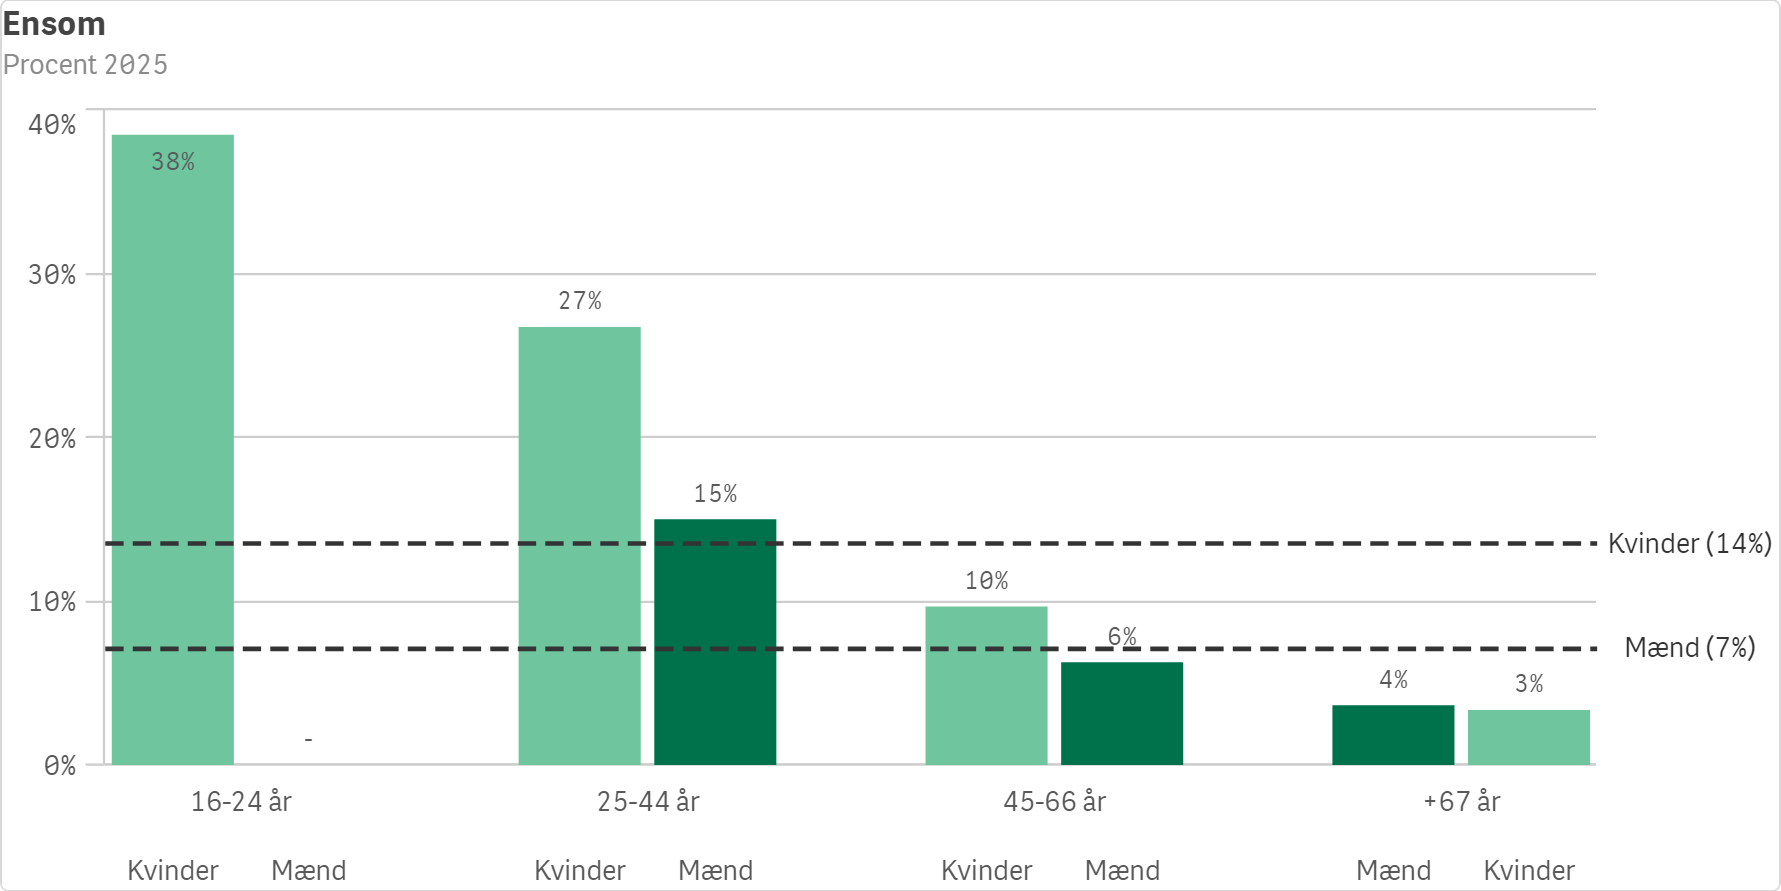 Ensom
Procent 2025
40%
30%
20%
10%
0%
38%
-
27%
15%
10%
6%
4%
3%
Kvinder (14%)
Mænd (7%)
16-24 år
25-44 år
45-66 år
+67 år
Kvinder
Mænd
Kvinder
Mænd
Kvinder
Mænd
Mænd
Kvinder